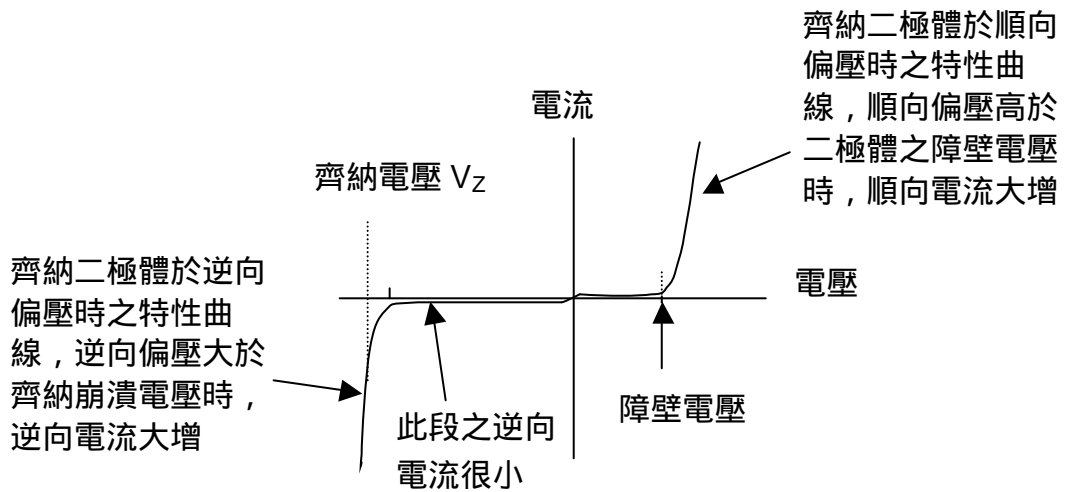 齊納二極體於順向
偏壓時之特性曲
線，順向偏壓高於
二極體之障壁電壓
時，順向電流大增
電流
齊納電壓 VZ
齊納二極體於逆向
偏壓時之特性曲
線，逆向偏壓大於
齊納崩潰電壓時，
逆向電流大增
電壓
障壁電壓
此段之逆向
電流很小